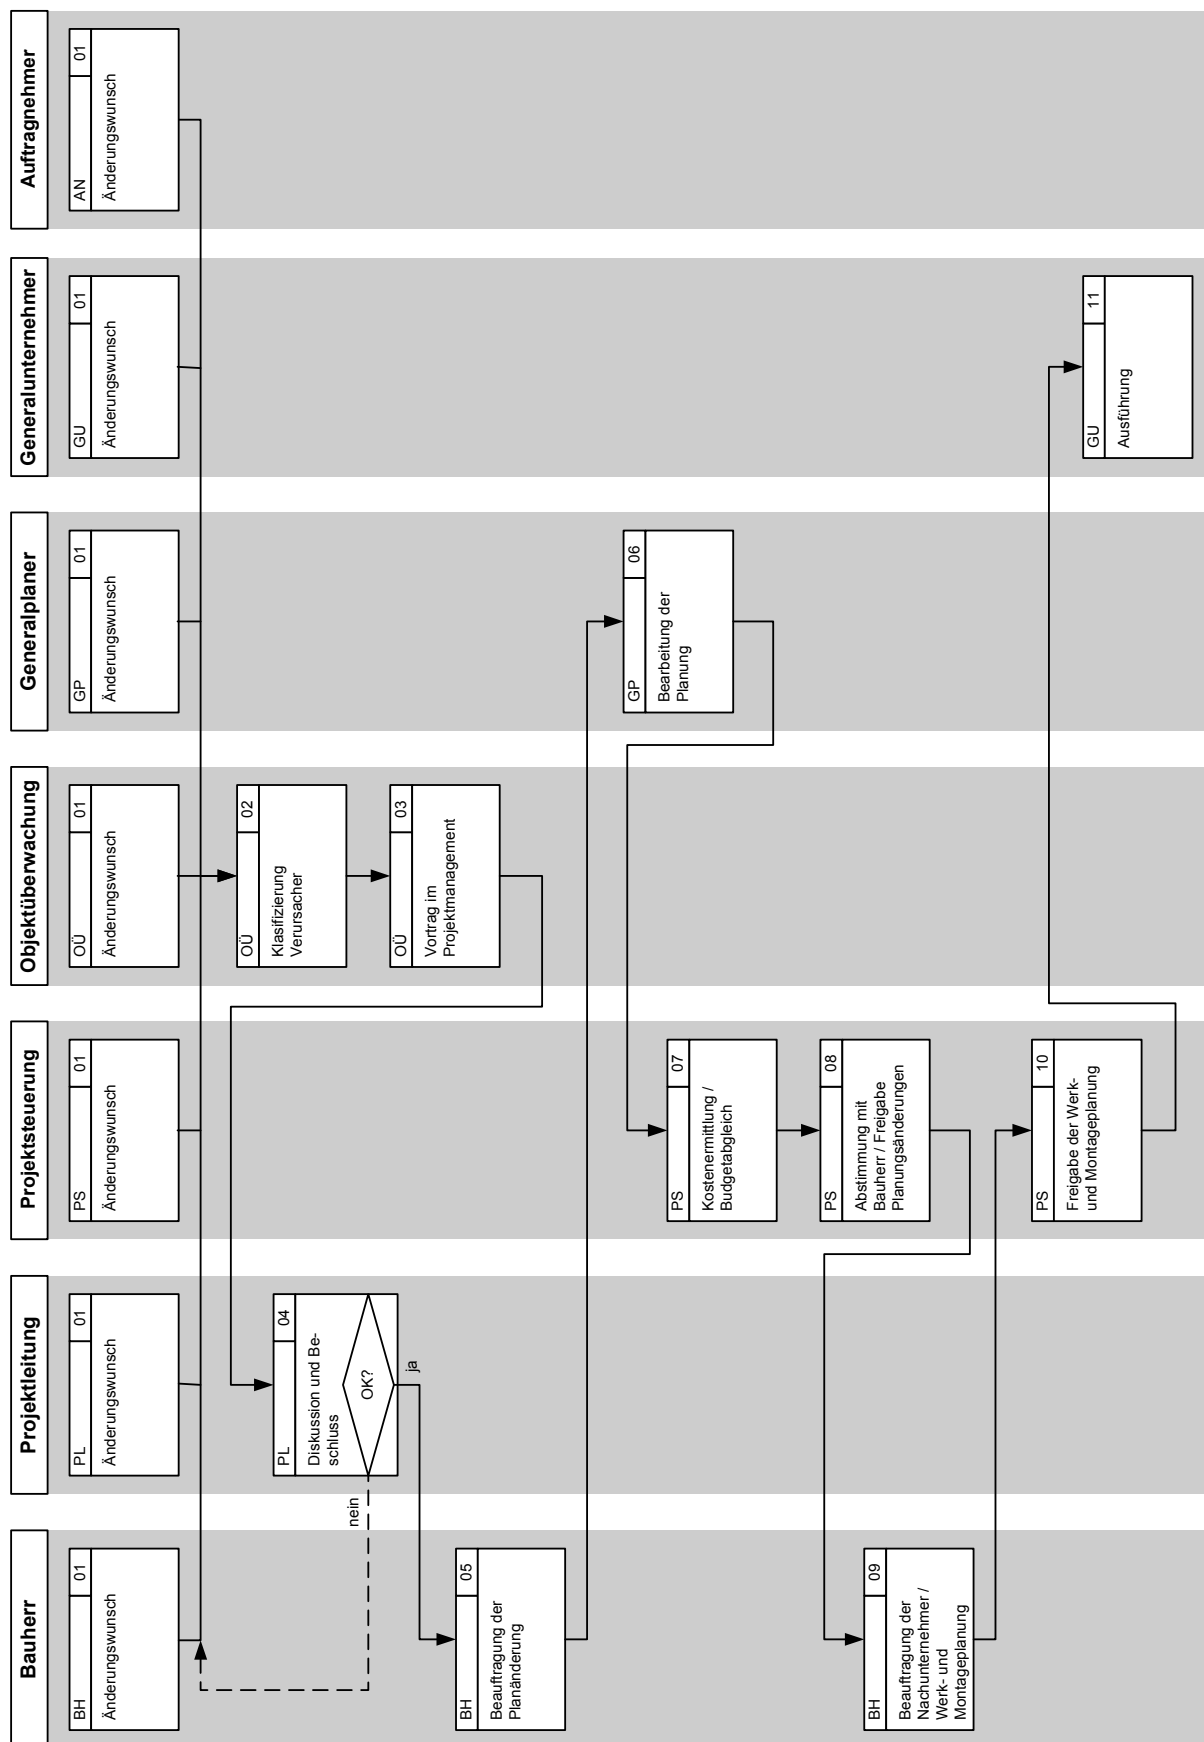 Bauherr
Projektleitung
Projektsteuerung
Objektüberwachung
Generalplaner
Generalunternehmer
Auftragnehmer
BH 01
Änderungswunsch
PL 01
Änderungswunsch
PS 01
Änderungswunsch
OÜ 01
Änderungswunsch
GP 01
Änderungswunsch
GU 01
Änderungswunsch
AN 01
Änderungswunsch
OÜ 02
Klasifizierung
Verursacher
OÜ 03
Vortrag im
Projektmanagement
PL 04
Diskussion und Be-
schluss
OK?
nein
ja
BH 05
Beauftragung der
Planänderung
GP 06
Bearbeitung der
Planung
PS 07
Kostenermittlung /
Budgetabgleich
PS 08
Abstimmung mit
Bauherr / Freigabe
Planungsänderungen
BH 09
Beauftragung der
Nachunternehmer /
Werk- und
Montageplanung
PS 10
Freigabe der Werk-
und Montageplanung
GU 11
Ausführung